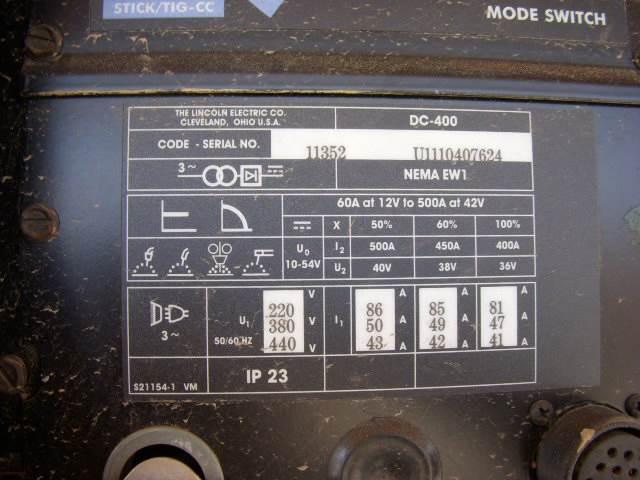 STICK/TIG-CC
MODE SWITCH
THE LINCOLN ELECTRIC CO.
CLEVELAND, OHIO U.S.A.
DC-400
CODE - SERIAL NO.
11352 U1110407624
3~
NEMA EW1
60A at 12V to 500A at 42V
X 50% 60% 100%
U0 10-54V
I2 500A 450A 400A
U2 40V 38V 36V
3~
U1 50/60 HZ
220 V
380 V
440 V
I1
86 A 85 A 81 A
50 A 49 A 47 A
43 A 42 A 41 A
S21154-1 VM
IP 23